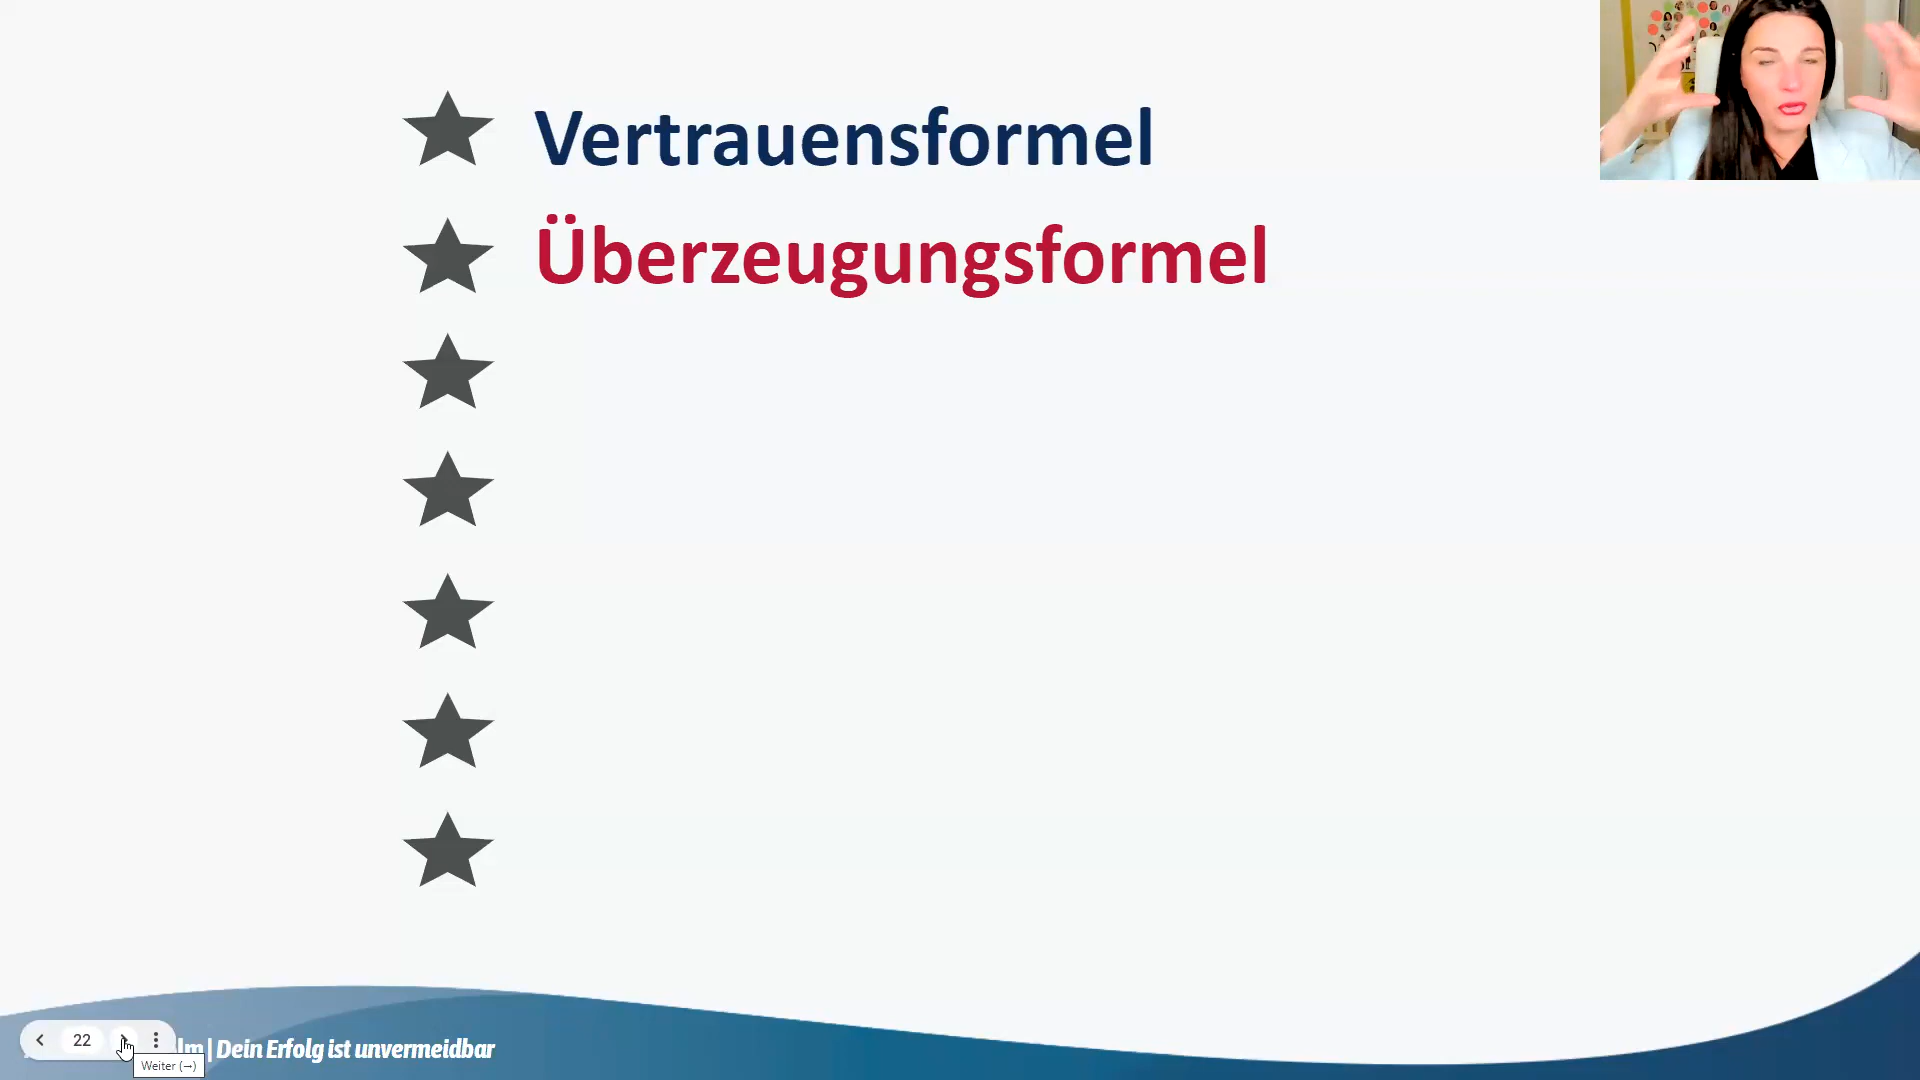 Vertrauensformel
Überzeugungsformel
22
lm | Dein Erfolg ist unvermeidbar
Weiter (→)